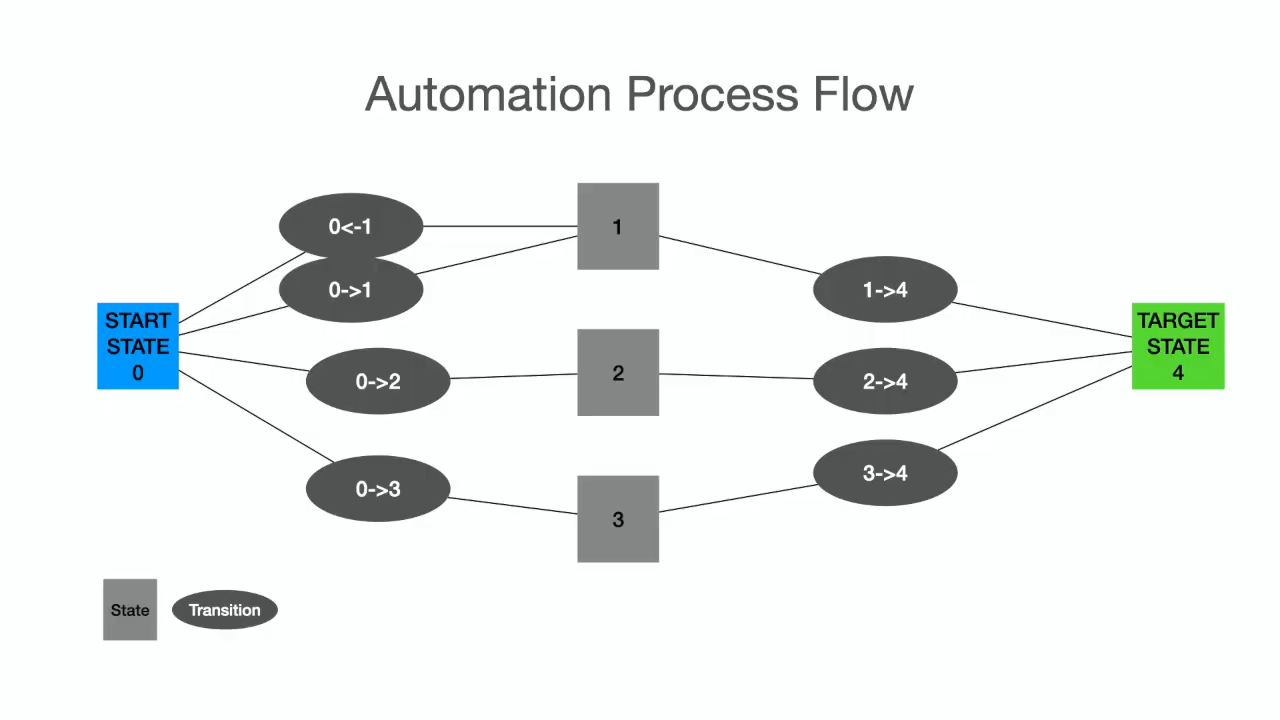 Automation Process Flow
0<-1
1
0->1
1->4
START
STATE
0
TARGET
STATE
4
0->2
2
2->4
0->3
3
3->4
State
Transition